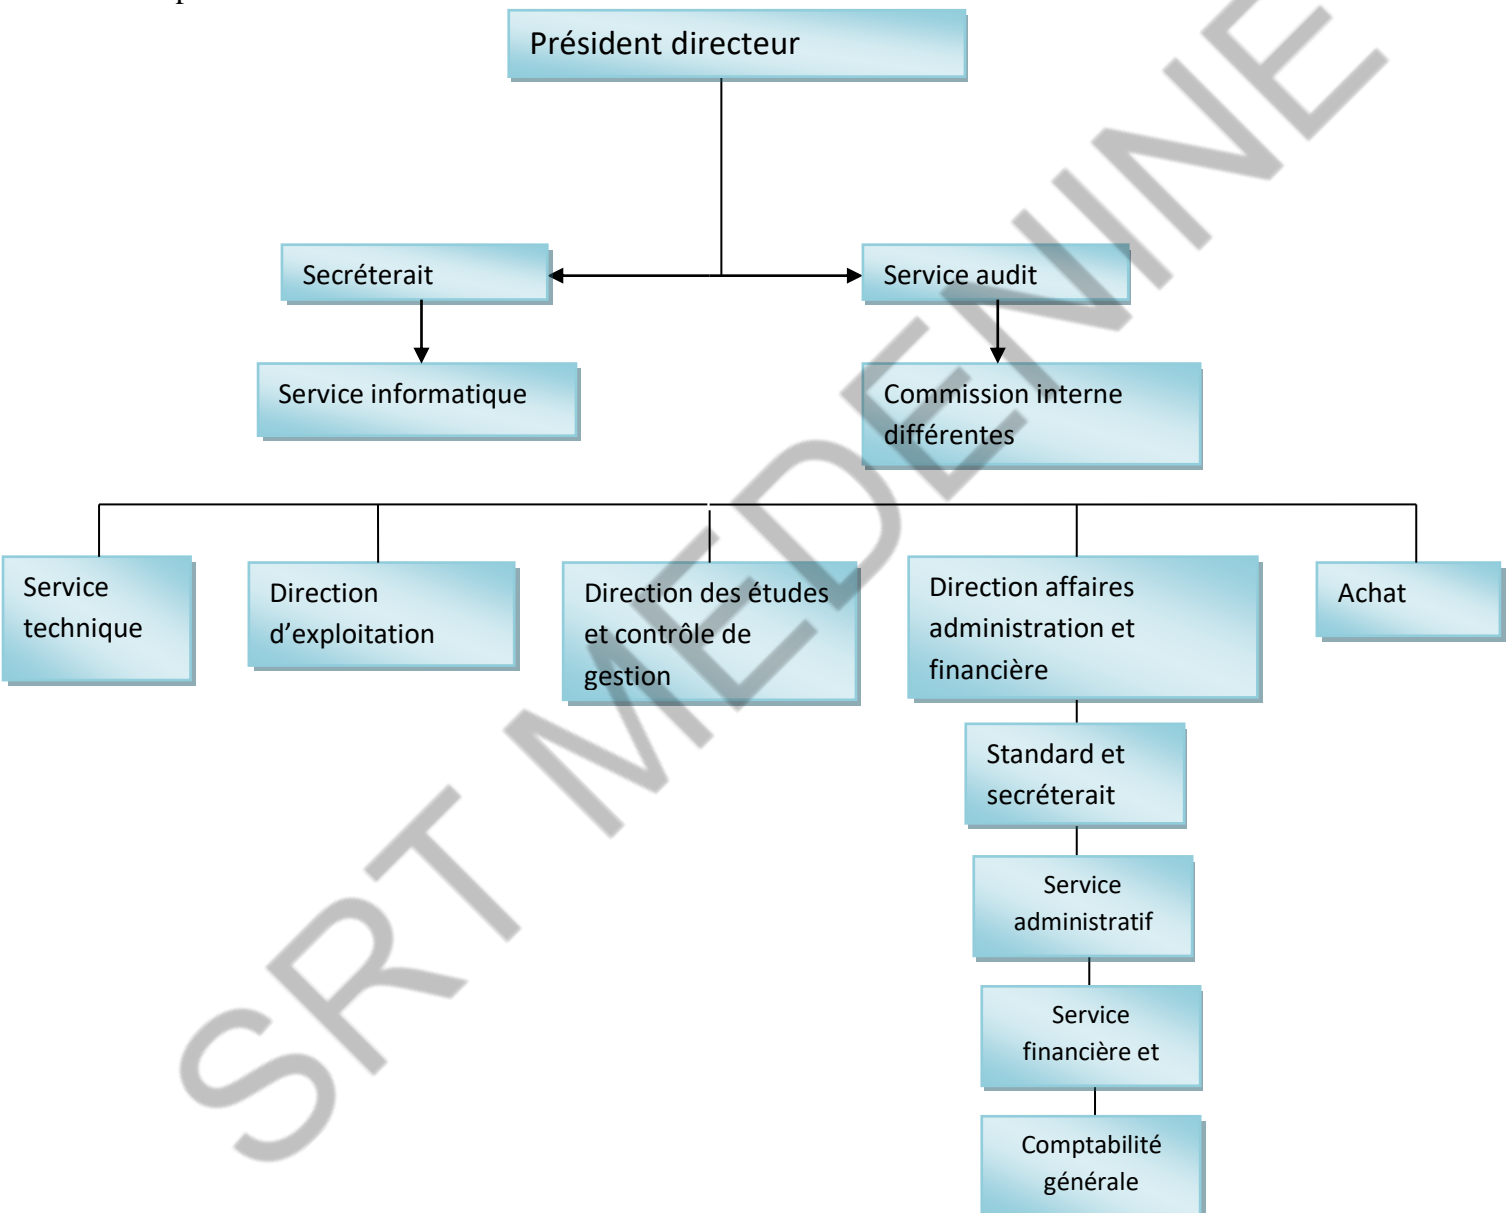 Président directeur
Secréterait
Service audit
Service informatique
Commission interne
différentes
Service
technique
Direction
d’exploitation
Direction des études
et contrôle de
gestion
Direction affaires
administration et
financière
Achat
Standard et
secréterait
Service
administratif
Service
financière et
Comptabilité
générale
SRT MEDENINE